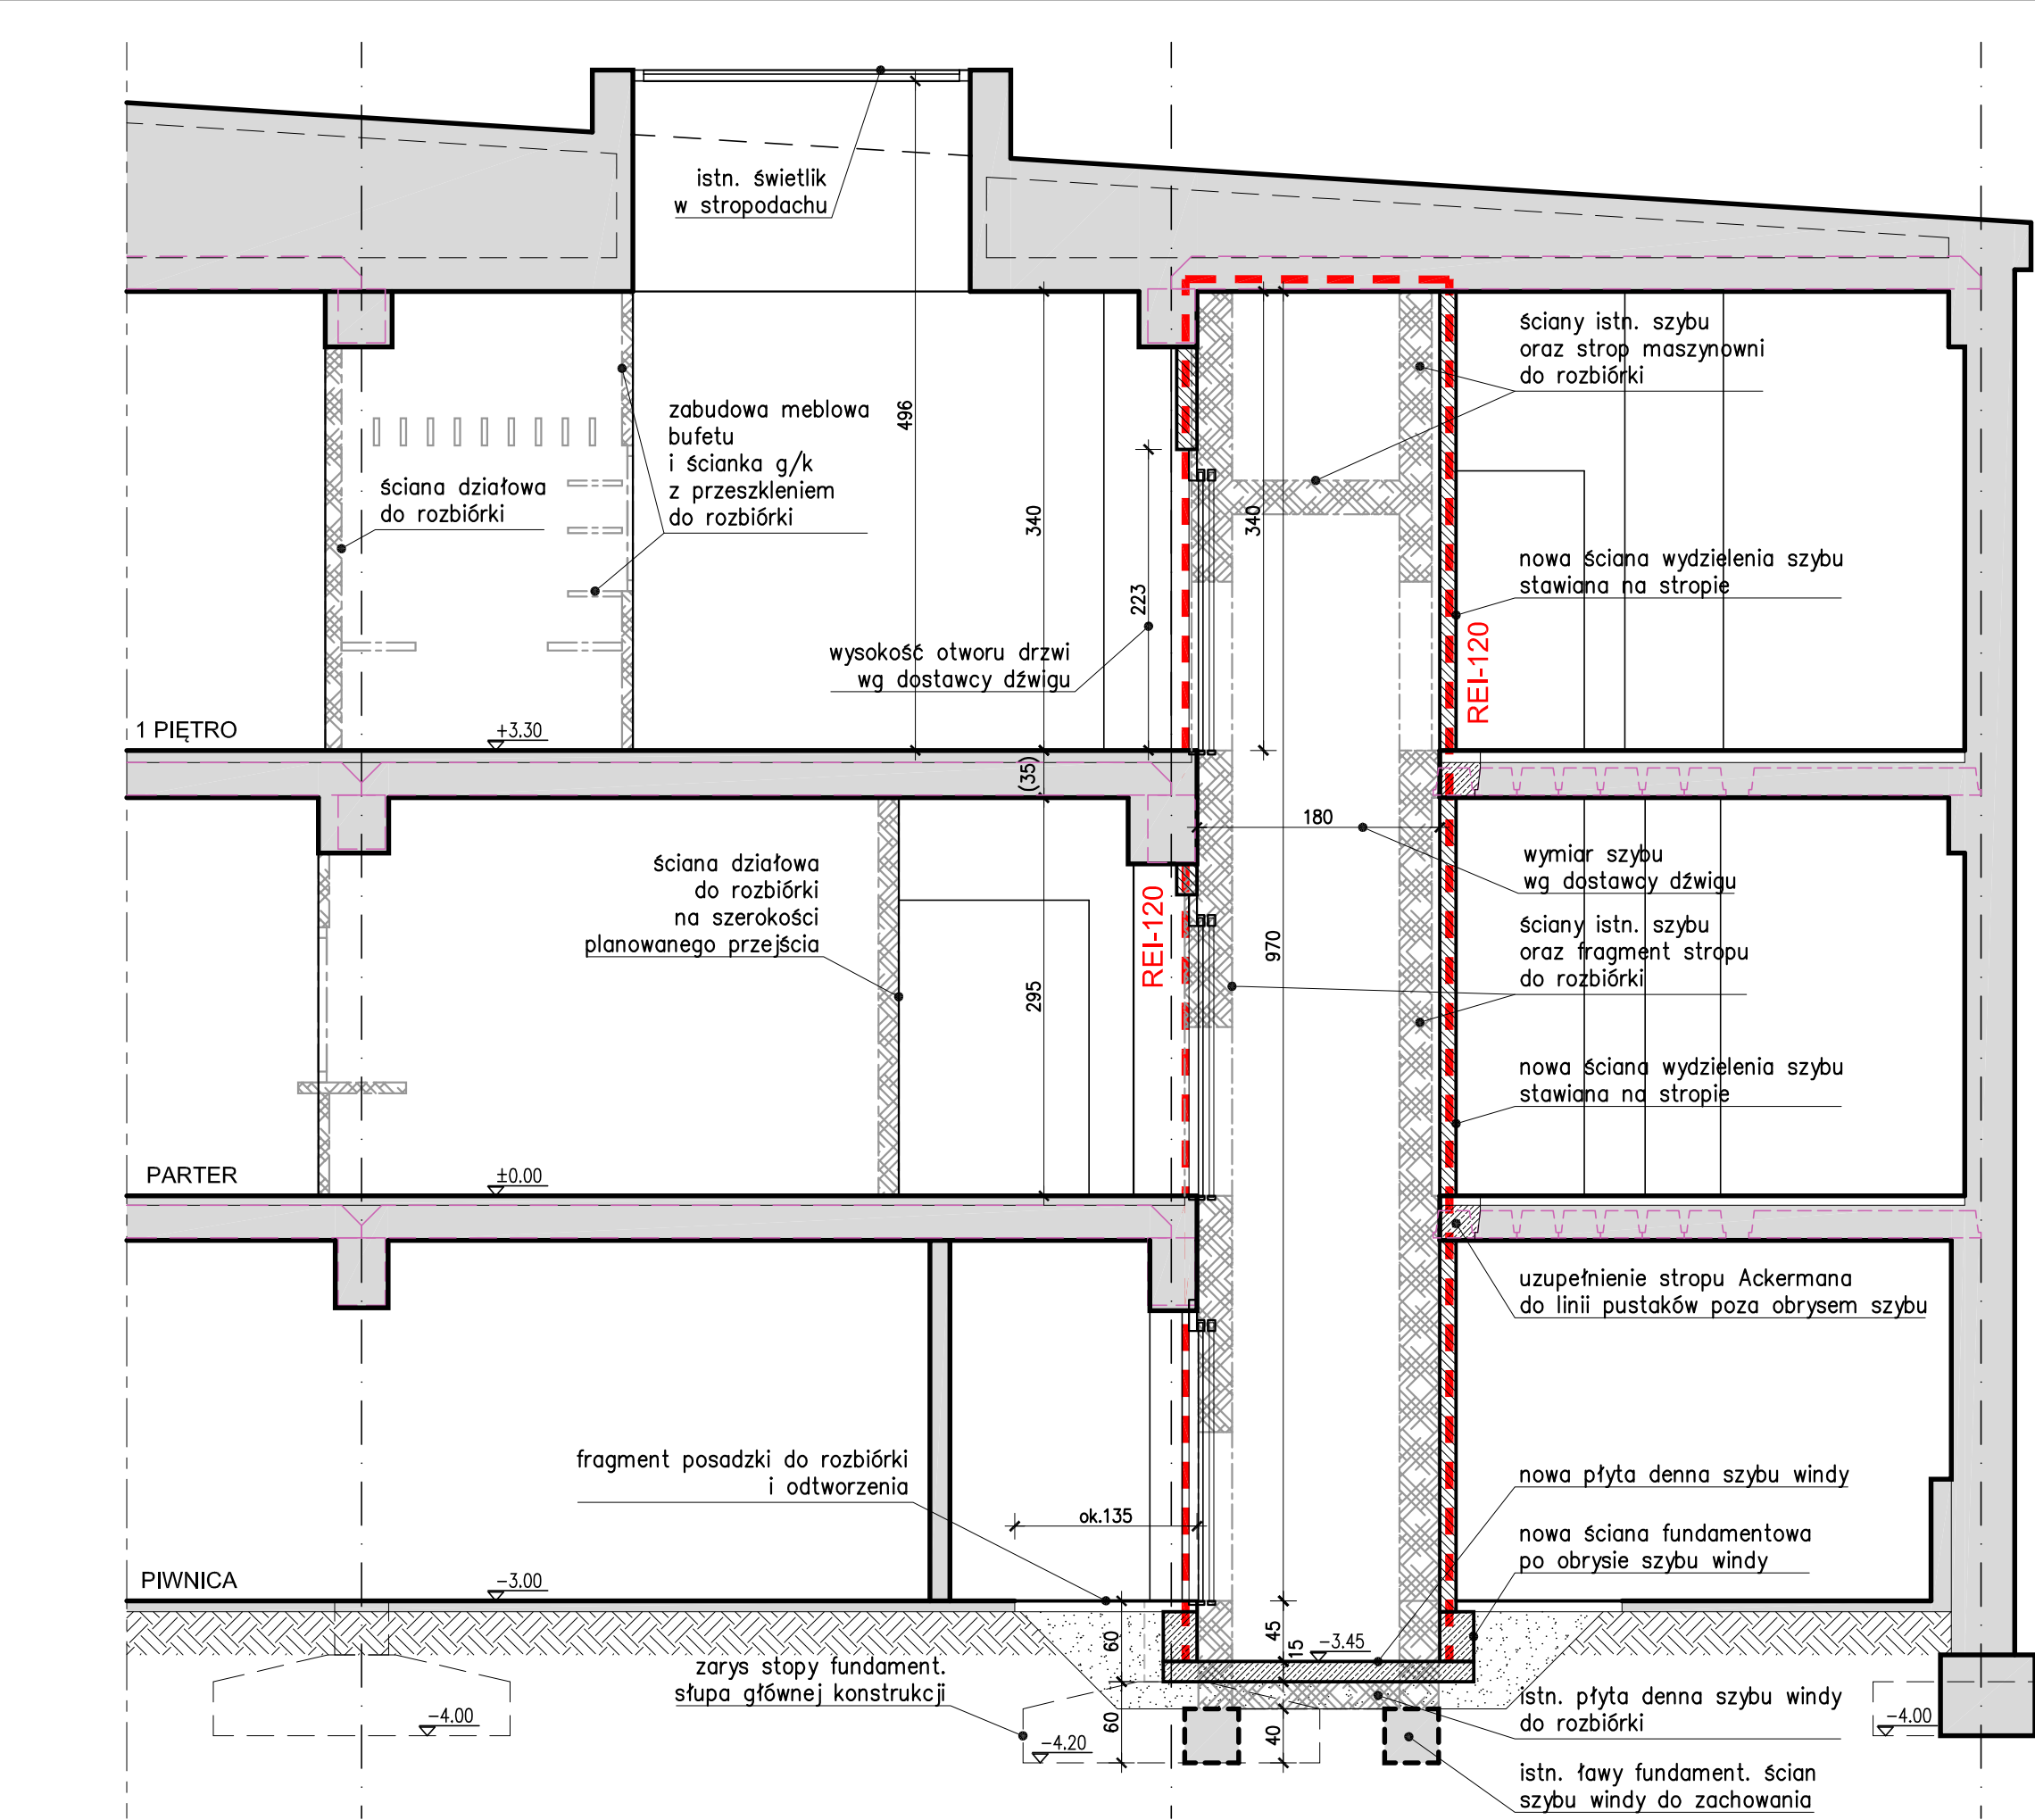 istn. świetlik
w stropodachu
ściany istn. szybu
oraz strop maszynowni
do rozbiórki
zabudowa meblowa
bufetu
i ścianka g/k
z przeszkleniem
do rozbiórki
ściana działowa
do rozbiórki
496
340
340
223
nowa ściana wydzielenia szybu
stawiana na stropie
wysokość otworu drzwi
wg dostawcy dźwigu
REI-120
1 PIĘTRO
+3.30
(35)
180
wymiar szybu
wg dostawcy dźwigu
ściana działowa
do rozbiórki
na szerokości
planowanego przejścia
REI-120
970
295
ściany istn. szybu
oraz fragment stropu
do rozbiórki
nowa ściana wydzielenia szybu
stawiana na stropie
PARTER
±0.00
uzupełnienie stropu Ackermana
do linii pustaków poza obrysem szybu
fragment posadzki do rozbiórki
i odtworzenia
ok.135
nowa płyta denna szybu windy
nowa ściana fundamentowa
po obrysie szybu windy
PIWNICA
-3.00
60
45
15
-3.45
zarys stopy fundament.
słupa głównej konstrukcji
-4.00
60
-4.20
40
istn. płyta denna szybu windy
do rozbiórki
-4.00
istn. ławy fundament. ścian
szybu windy do zachowania